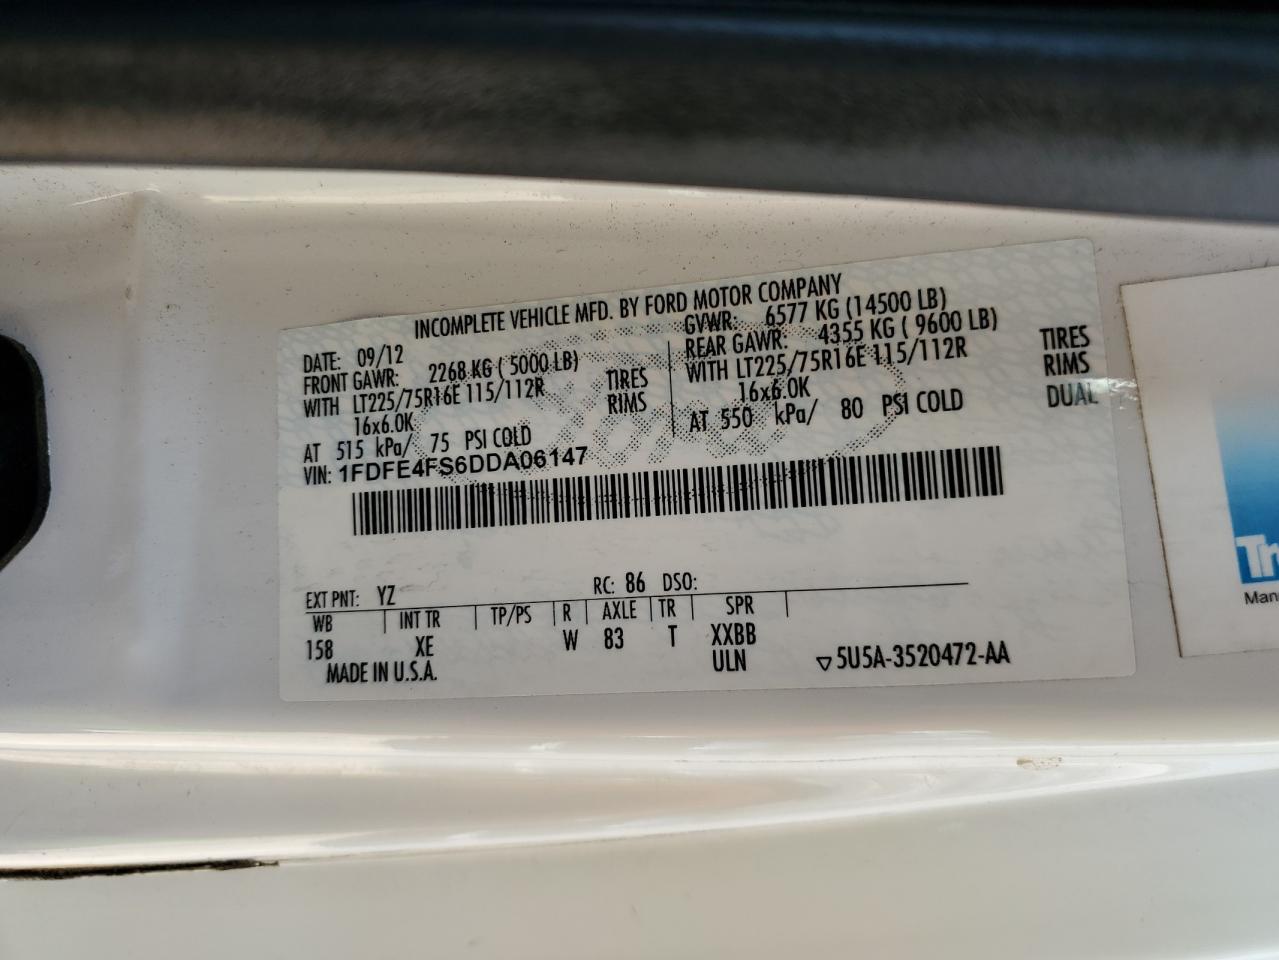 INCOMPLETE VEHICLE MFD. BY FORD MOTOR COMPANY
DATE: 09/12 GVWR: 6577 KG (14500 LB)
FRONT GAWR: 2268 KG ( 5000 LB) REAR GAWR: 4355 KG ( 9600 LB)
WITH LT225/75R16E 115/112R TIRES WITH LT225/75R16E 115/112R TIRES
16x6.0K RIMS 16x6.0K RIMS
AT 515 kPa/ 75 PSI COLD AT 550 kPa/ 80 PSI COLD DUAL
VIN: 1FDFE4FS6DDA06147
EXT PNT: YZ RC: 86 DSO:
WB INT TR TP/PS R AXLE TR SPR
158 XE W 83 T XXBB
MADE IN U.S.A. ULN ▽5U5A-3520472-AA